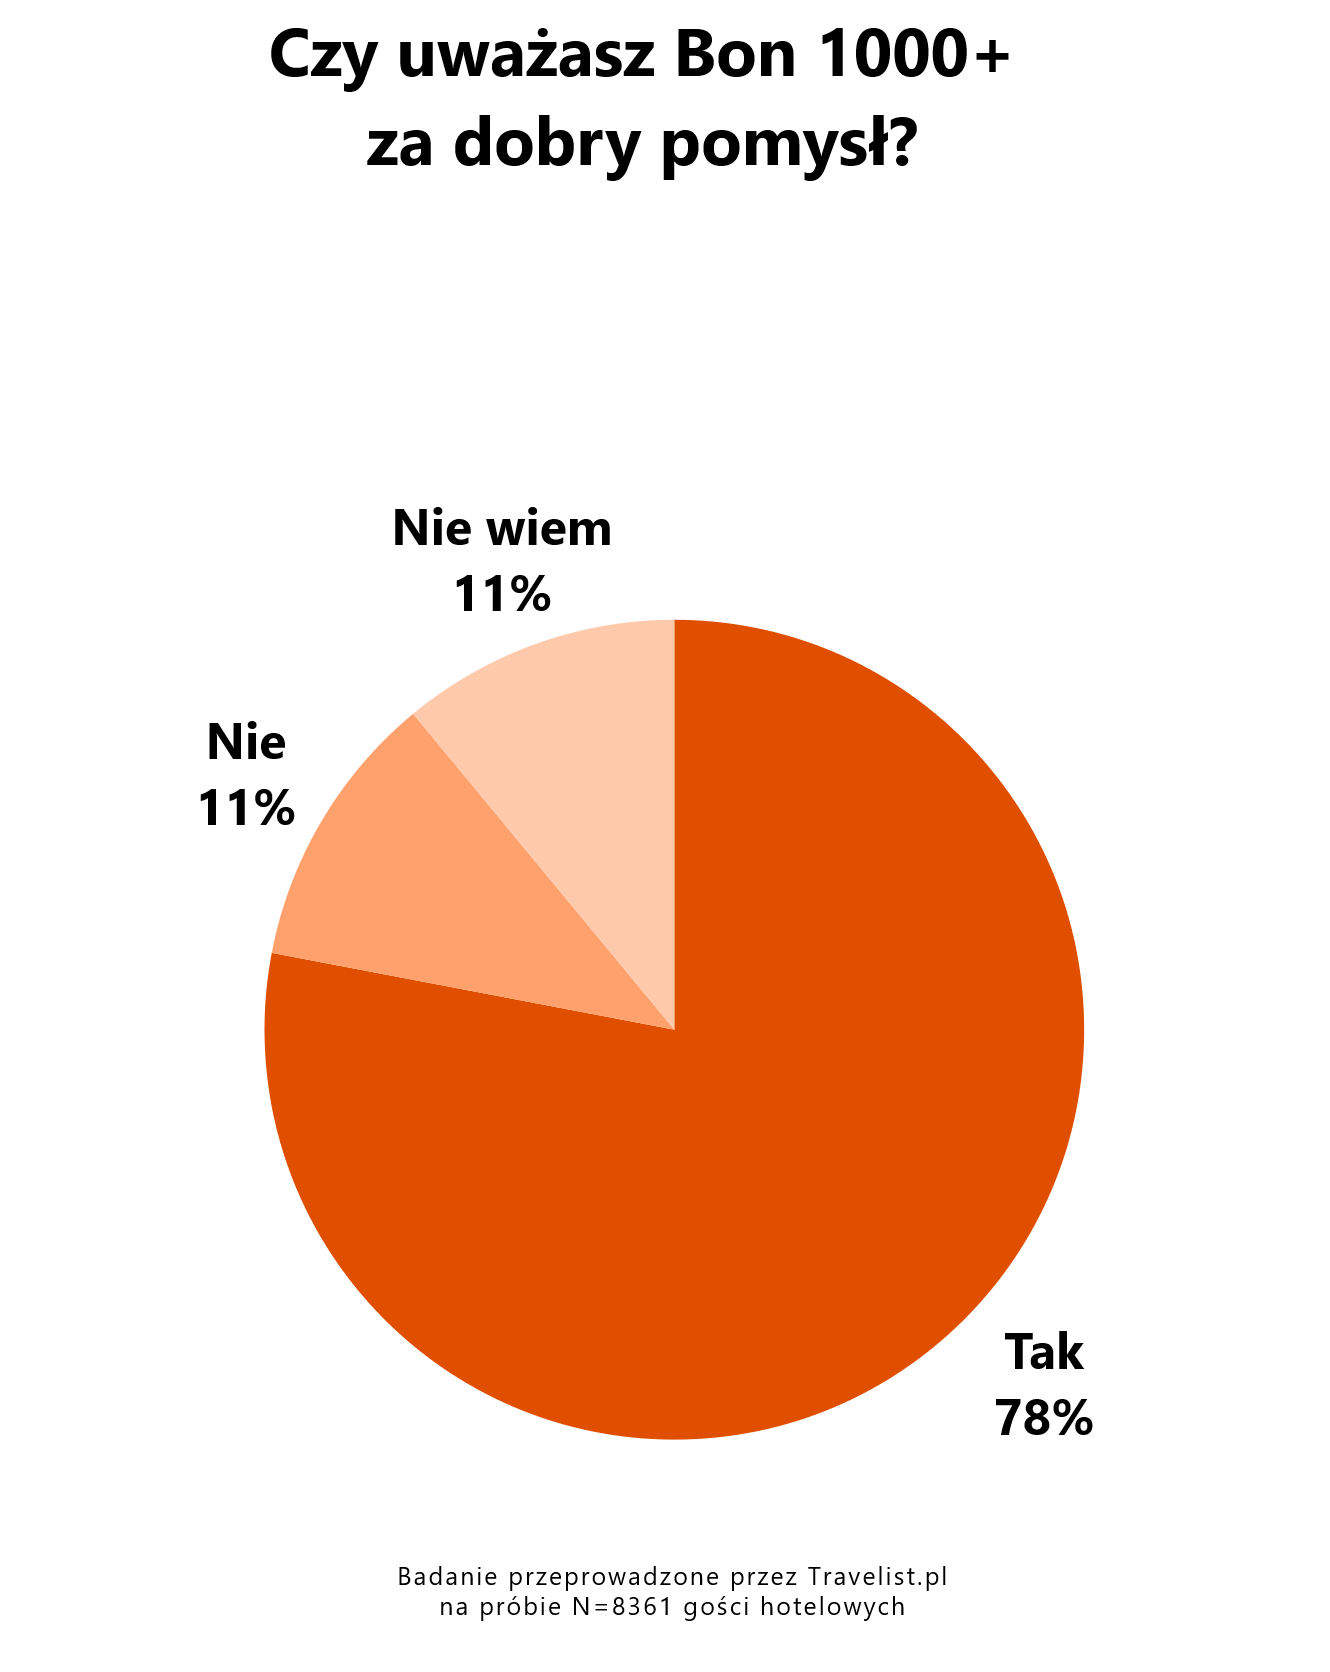 Czy uważasz Bon 1000+
za dobry pomysł?
Nie wiem
11%
Nie
11%
Tak
78%
Badanie przeprowadzone przez Travelist.pl
na próbie N=8361 gości hotelowych